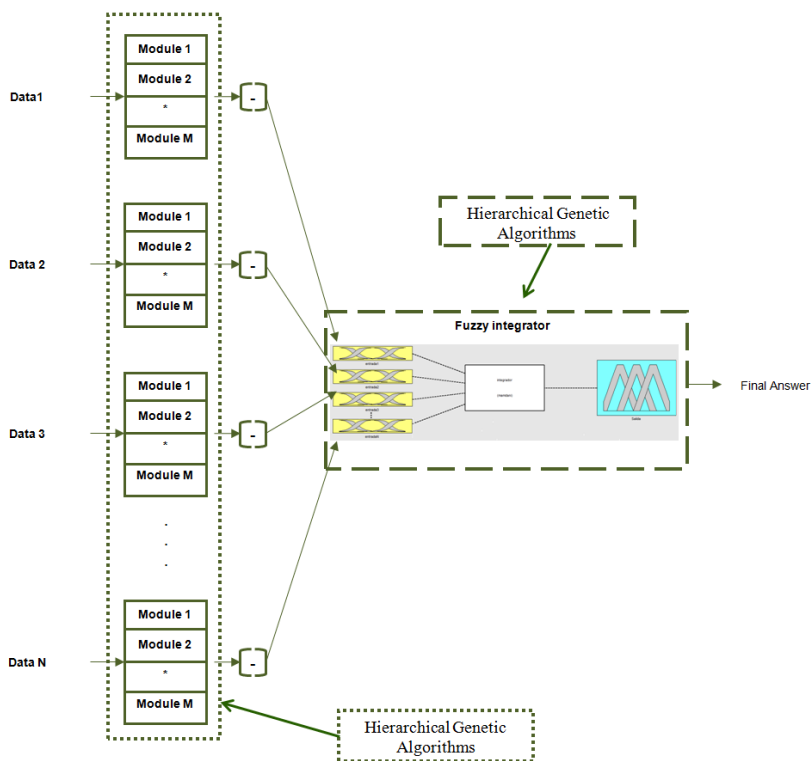 Module 1
Module 2
*
Module M
Data1
-
Module 1
Module 2
*
Module M
Data 2
-
Hierarchical Genetic
Algorithms
Fuzzy integrator
Final Answer
Module 1
Module 2
*
Module M
Data 3
-
.
.
.
Module 1
Module 2
*
Module M
Data N
-
Hierarchical Genetic
Algorithms